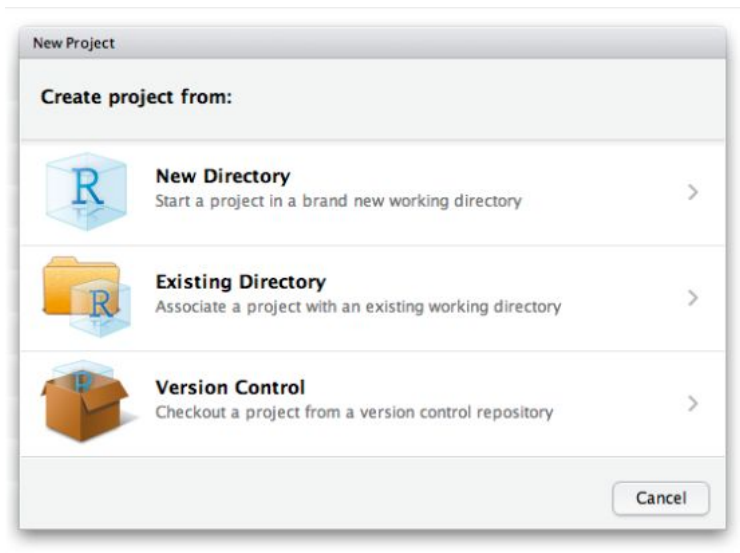 New Project
Create project from:
R
New Directory
Start a project in a brand new working directory
R
Existing Directory
Associate a project with an existing working directory
R
Version Control
Checkout a project from a version control repository
Cancel